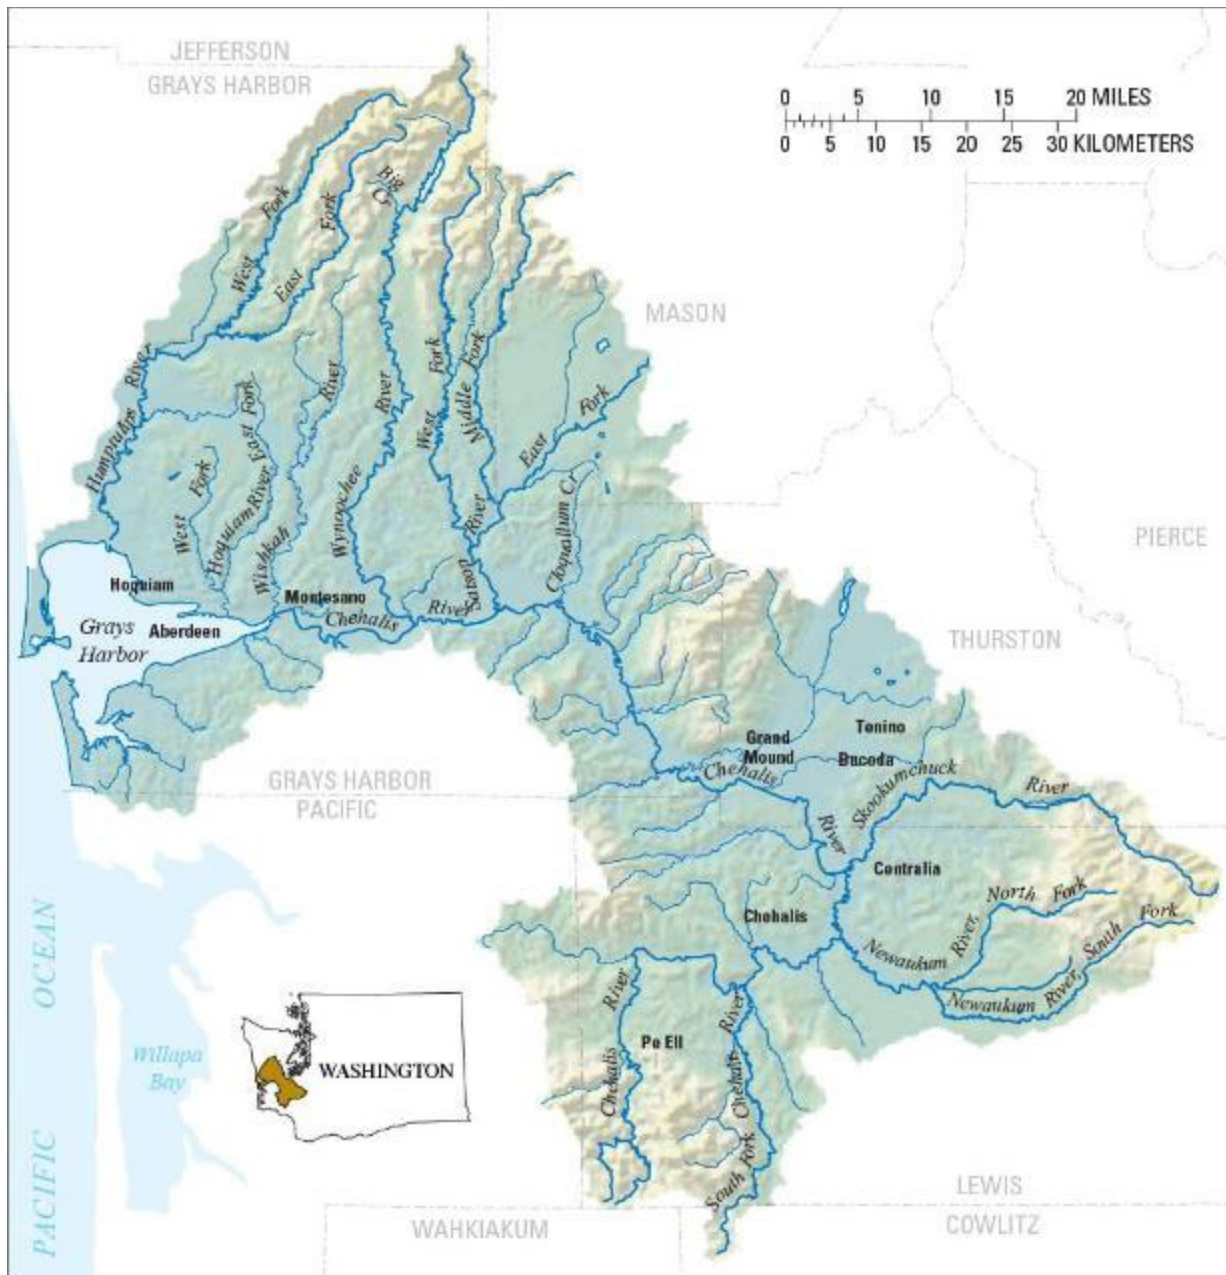 JEFFERSON
GRAYS HARBOR
0 5 10 15 20 MILES
0 5 10 15 20 25 30 KILOMETERS
Big
Cr
West Fork
East Fork
MASON
Humptulips River
East Fork
West Fork
Hoquiam River
Wishkah River
Wynoochee River
West Fork
Middle Fork
East Fork
Satsop River
Cloquallum Cr
PIERCE
Hoquiam
Montesano
Chehalis River
Grays
Harbor
Aberdeen
THURSTON
Tenino
Grand
Mound
Bucoda
Chehalis River
Skookumchuck River
GRAYS HARBOR
PACIFIC
Centralia
Chehalis
Newaukum River, North Fork
Newaukum River, South Fork
Chehalis River
Pe Ell
South Fork Chehalis River
PACIFIC OCEAN
Willapa
Bay
WASHINGTON
LEWIS
COWLITZ
WAHKIAKUM